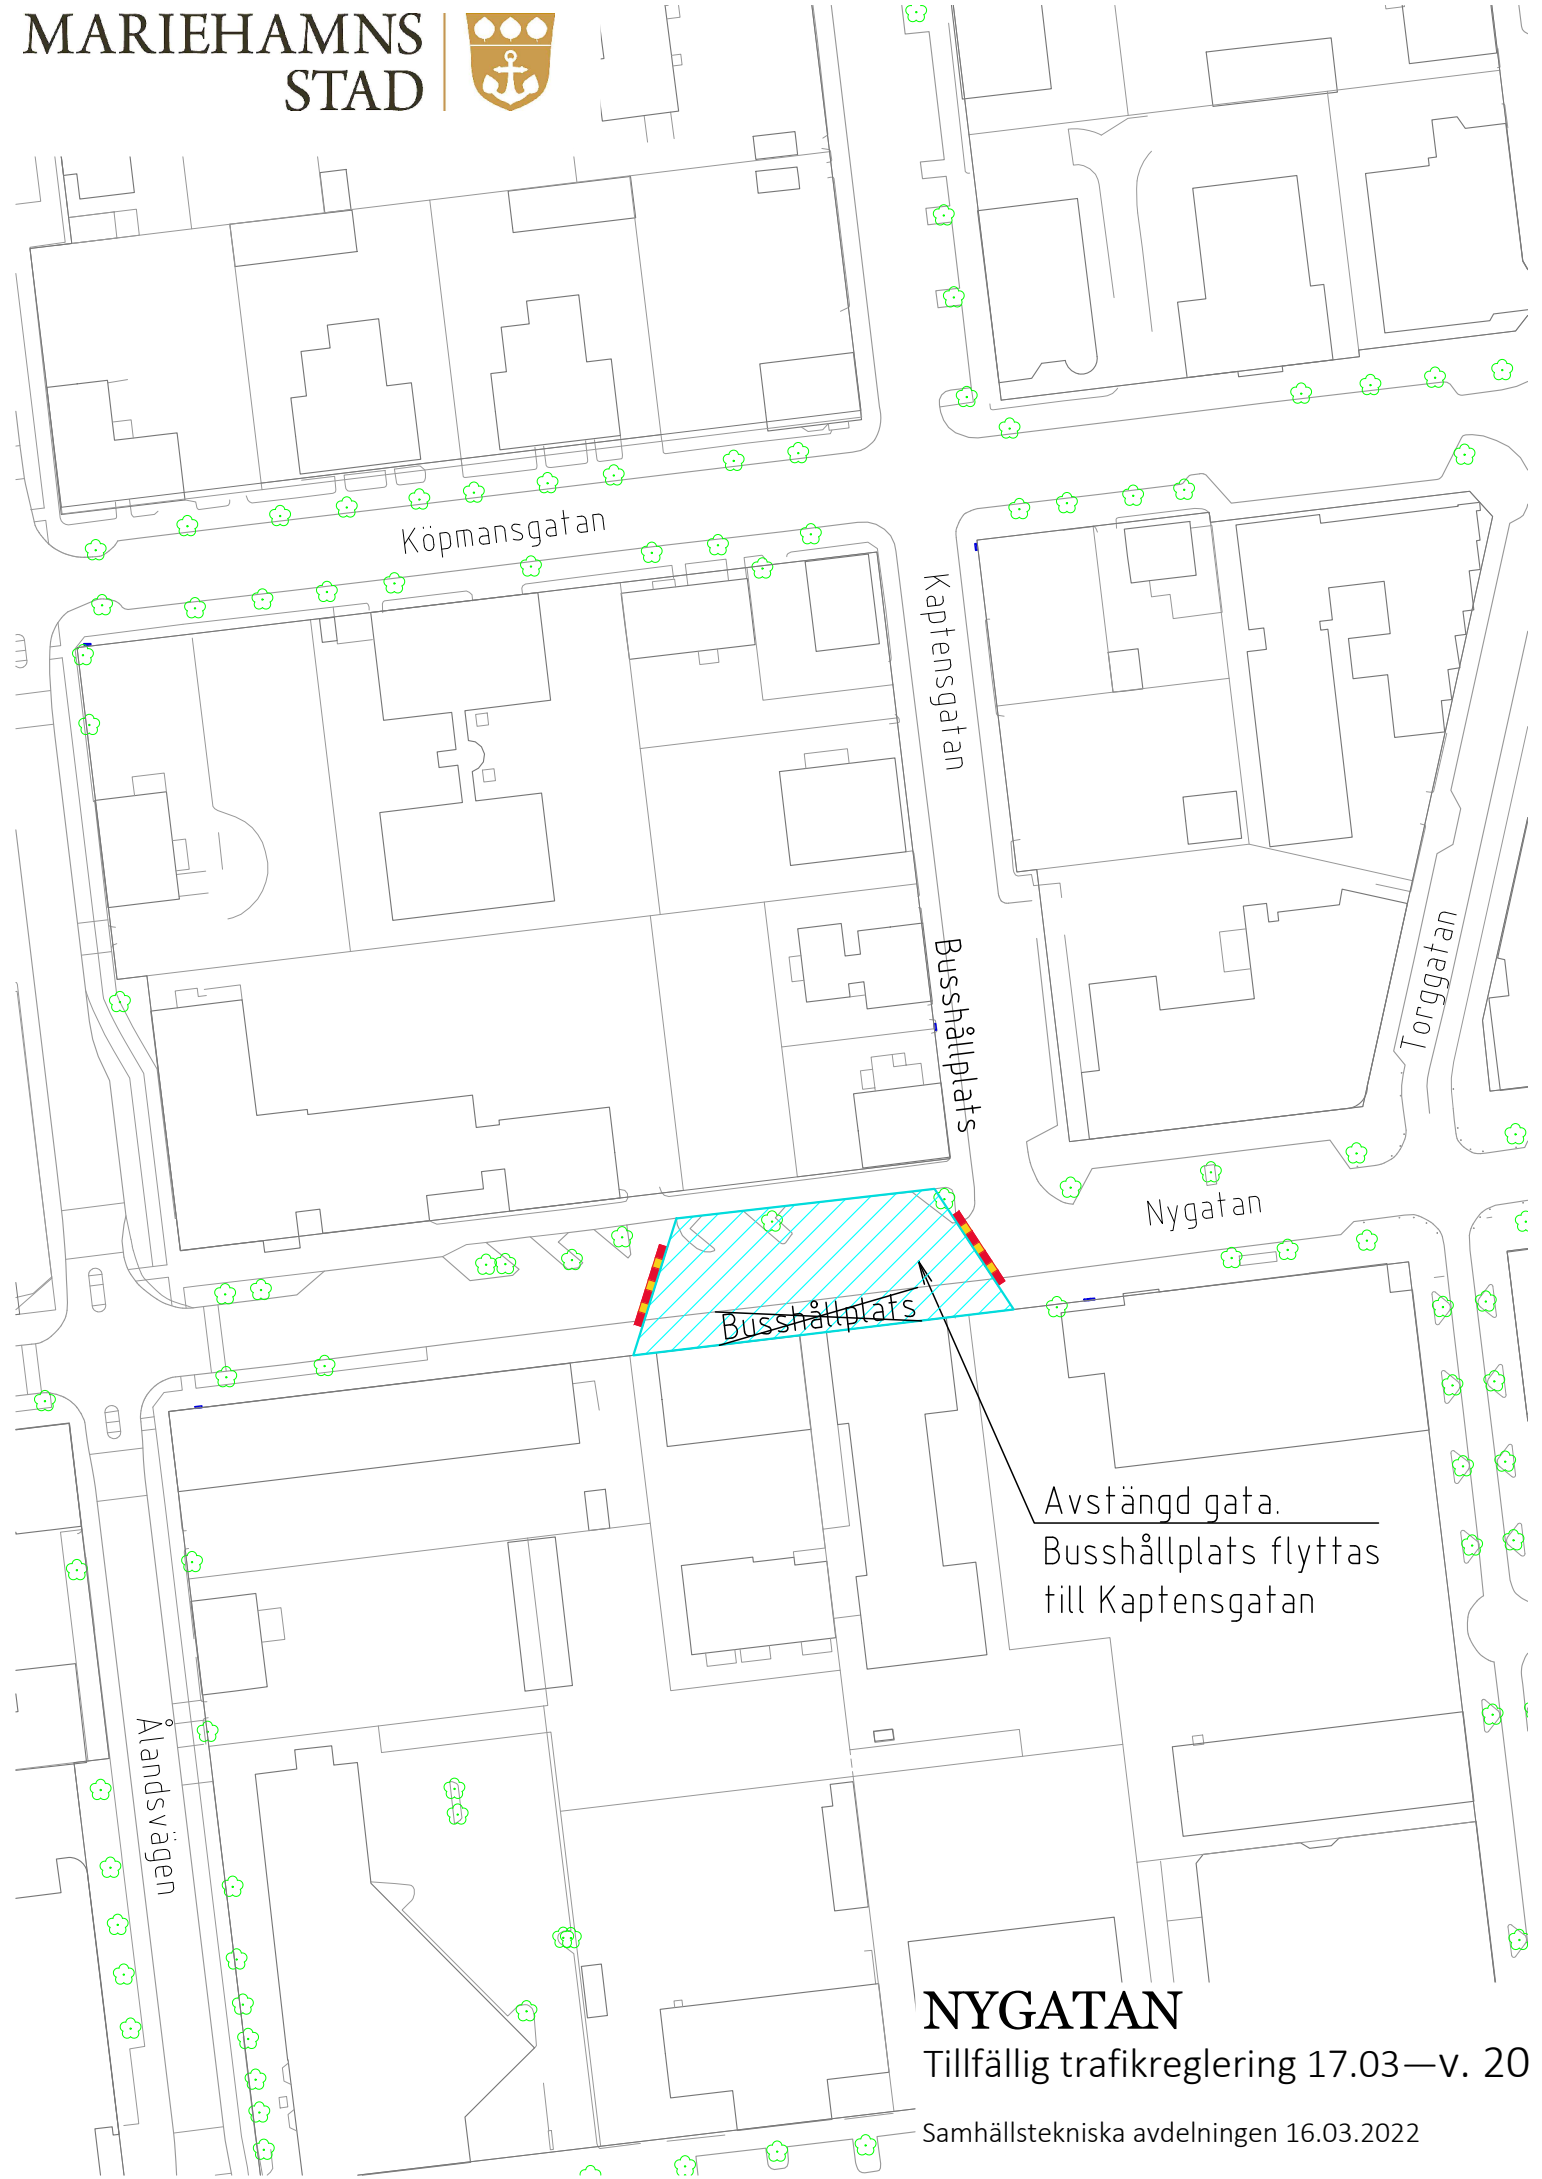 MARIEHAMNS
STAD
Köpmansgatan
Kaptensgatan
Busshållplats
Torggatan
Nygatan
Busshållplats
Avstängd gata.
Busshållplats flyttas
till Kaptensgatan
Ålandsvägen
NYGATAN
Tillfällig trafikreglering 17.03—v. 20
Samhällstekniska avdelningen 16.03.2022